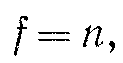 f = n,